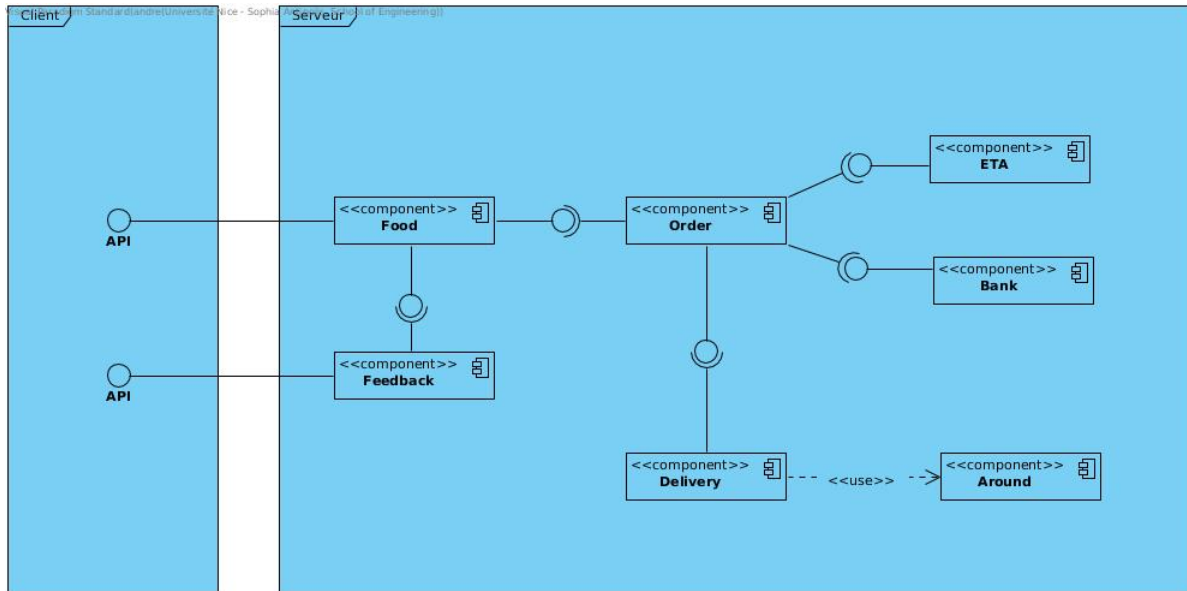 Client
Serveur
<<component>>
ETA
<<component>>
Food
<<component>>
Order
API
<<component>>
Bank
<<component>>
Feedback
API
<<component>>
Delivery
<<use>>
<<component>>
Around